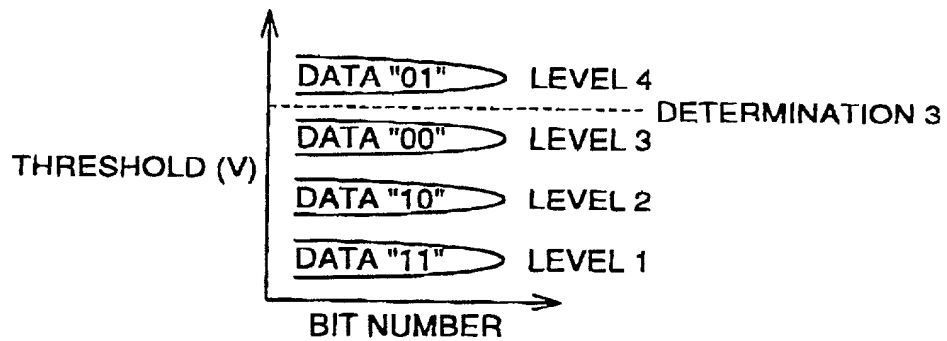 DATA "01" LEVEL 4
DETERMINATION 3
DATA "00" LEVEL 3
THRESHOLD (V)
DATA "10" LEVEL 2
DATA "11" LEVEL 1
BIT NUMBER